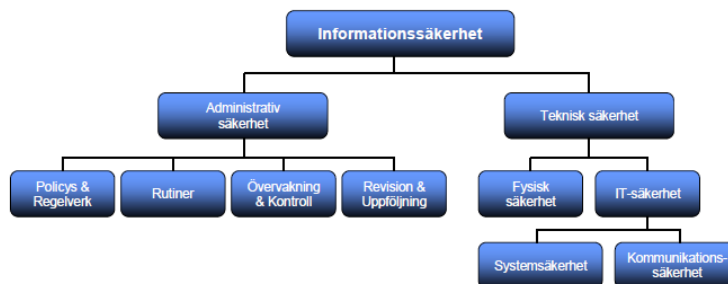 Informationssäkerhet
Administrativ
säkerhet
Teknisk säkerhet
Policys &
Regelverk
Rutiner
Övervakning
& Kontroll
Revision &
Uppföljning
Fysisk
säkerhet
IT-säkerhet
Systemsäkerhet
Kommunikations-
säkerhet